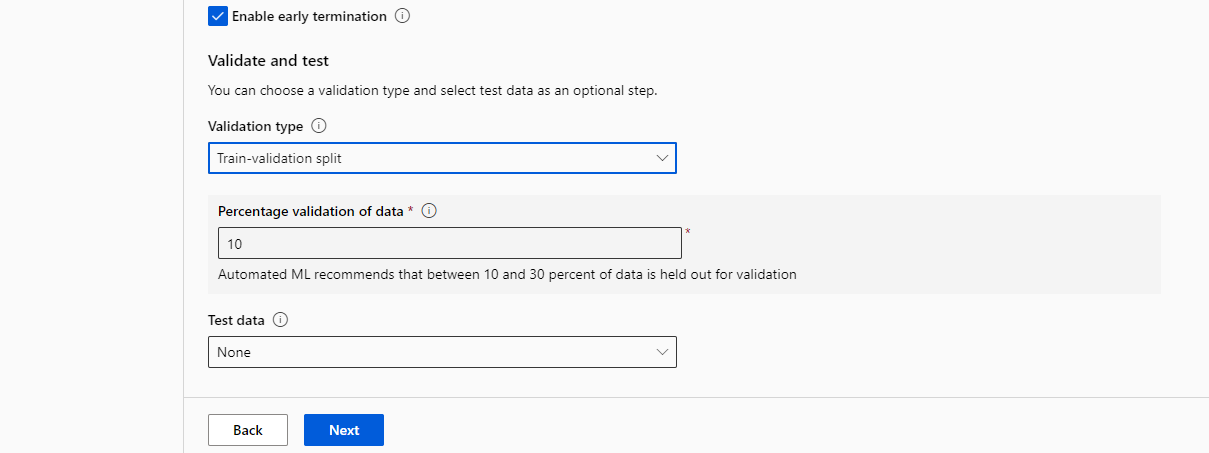 Enable early termination
Validate and test
You can choose a validation type and select test data as an optional step.
Validation type
Train-validation split
Percentage validation of data *
10 *
Automated ML recommends that between 10 and 30 percent of data is held out for validation
Test data
None
Back Next